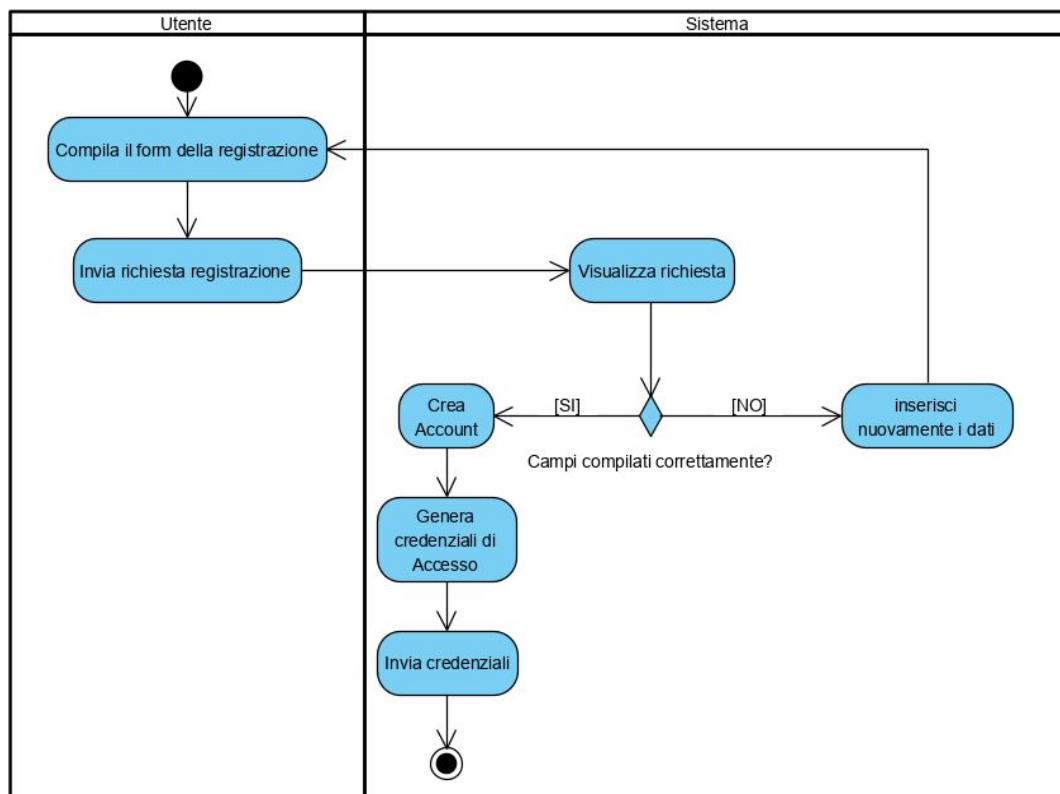 Utente
Sistema
Compila il form della registrazione
Invia richiesta registrazione
Visualizza richiesta
Crea
Account
[SI]
[NO]
inserisci
nuovamente i dati
Campi compilati correttamente?
Genera
credenziali di
Accesso
Invia credenziali